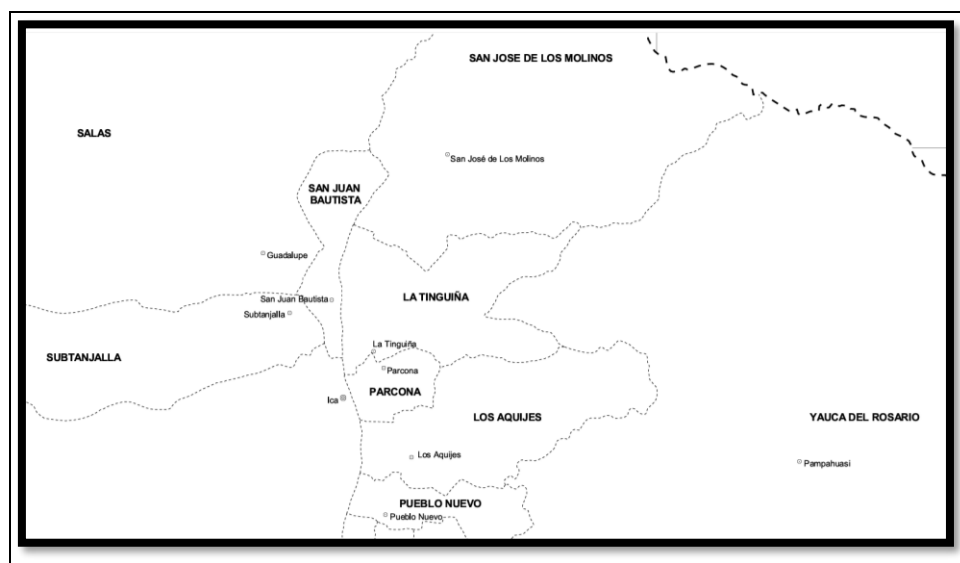 SAN JOSE DE LOS MOLINOS
SALAS
San José de Los Molinos
SAN JUAN
BAUTISTA
Guadalupe
LA TINGUIÑA
San Juan Bautista
Subtanjalla
La Tinguiña
SUBTANJALLA
Parcona
PARCONA
Ica
LOS AQUIJES
YAUCA DEL ROSARIO
Los Aquijes
Pampahuasi
PUEBLO NUEVO
Pueblo Nuevo